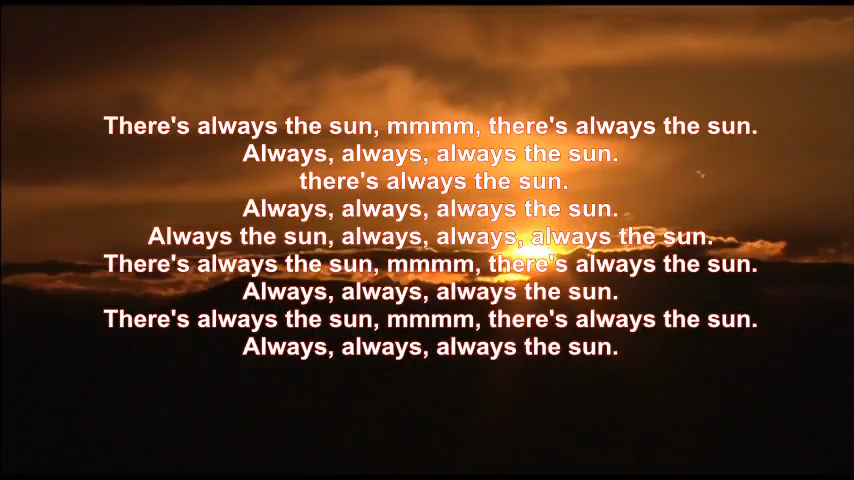 There's always the sun, mmmm, there's always the sun.
Always, always, always the sun.
there's always the sun.
Always, always, always the sun.
Always the sun, always, always, always the sun.
There's always the sun, mmmm, there's always the sun.
Always, always, always the sun.
There's always the sun, mmmm, there's always the sun.
Always, always, always the sun.